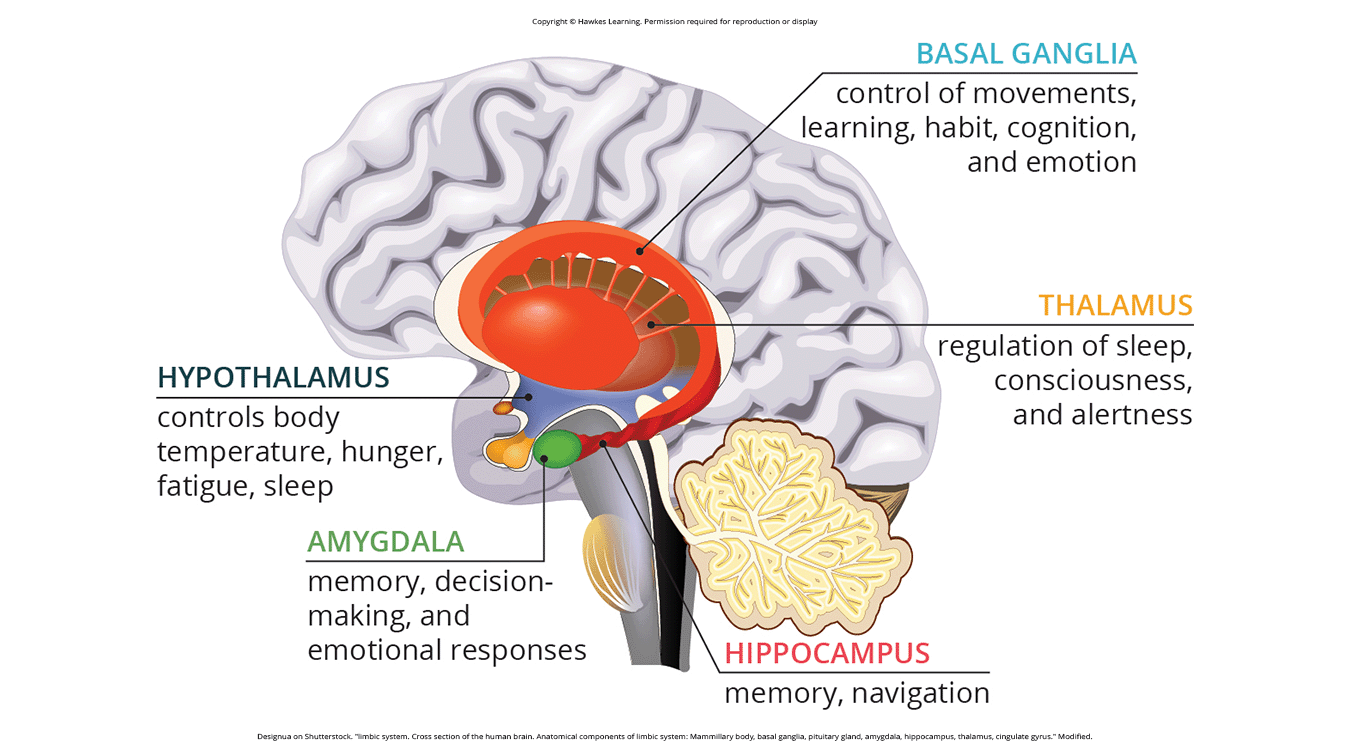 Copyright © Hawkes Learning. Permission required for reproduction or display
BASAL GANGLIA
control of movements,
learning, habit, cognition,
and emotion
THALAMUS
regulation of sleep,
consciousness,
and alertness
HYPOTHALAMUS
controls body
temperature, hunger,
fatigue, sleep
AMYGDALA
memory, decision-
making, and
emotional responses
HIPPOCAMPUS
memory, navigation
Designua on Shutterstock. "limbic system. Cross section of the human brain. Anatomical components of limbic system: Mammillary body, basal ganglia, pituitary gland, amygdala, hippocampus, thalamus, cingulate gyrus." Modified.